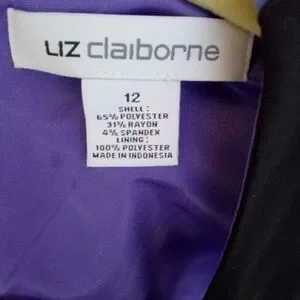 LIZ claiborne
12
SHELL:
65% POLYESTER
31% RAYON
4% SPANDEX
LINING:
100% POLYESTER
MADE IN INDONESIA